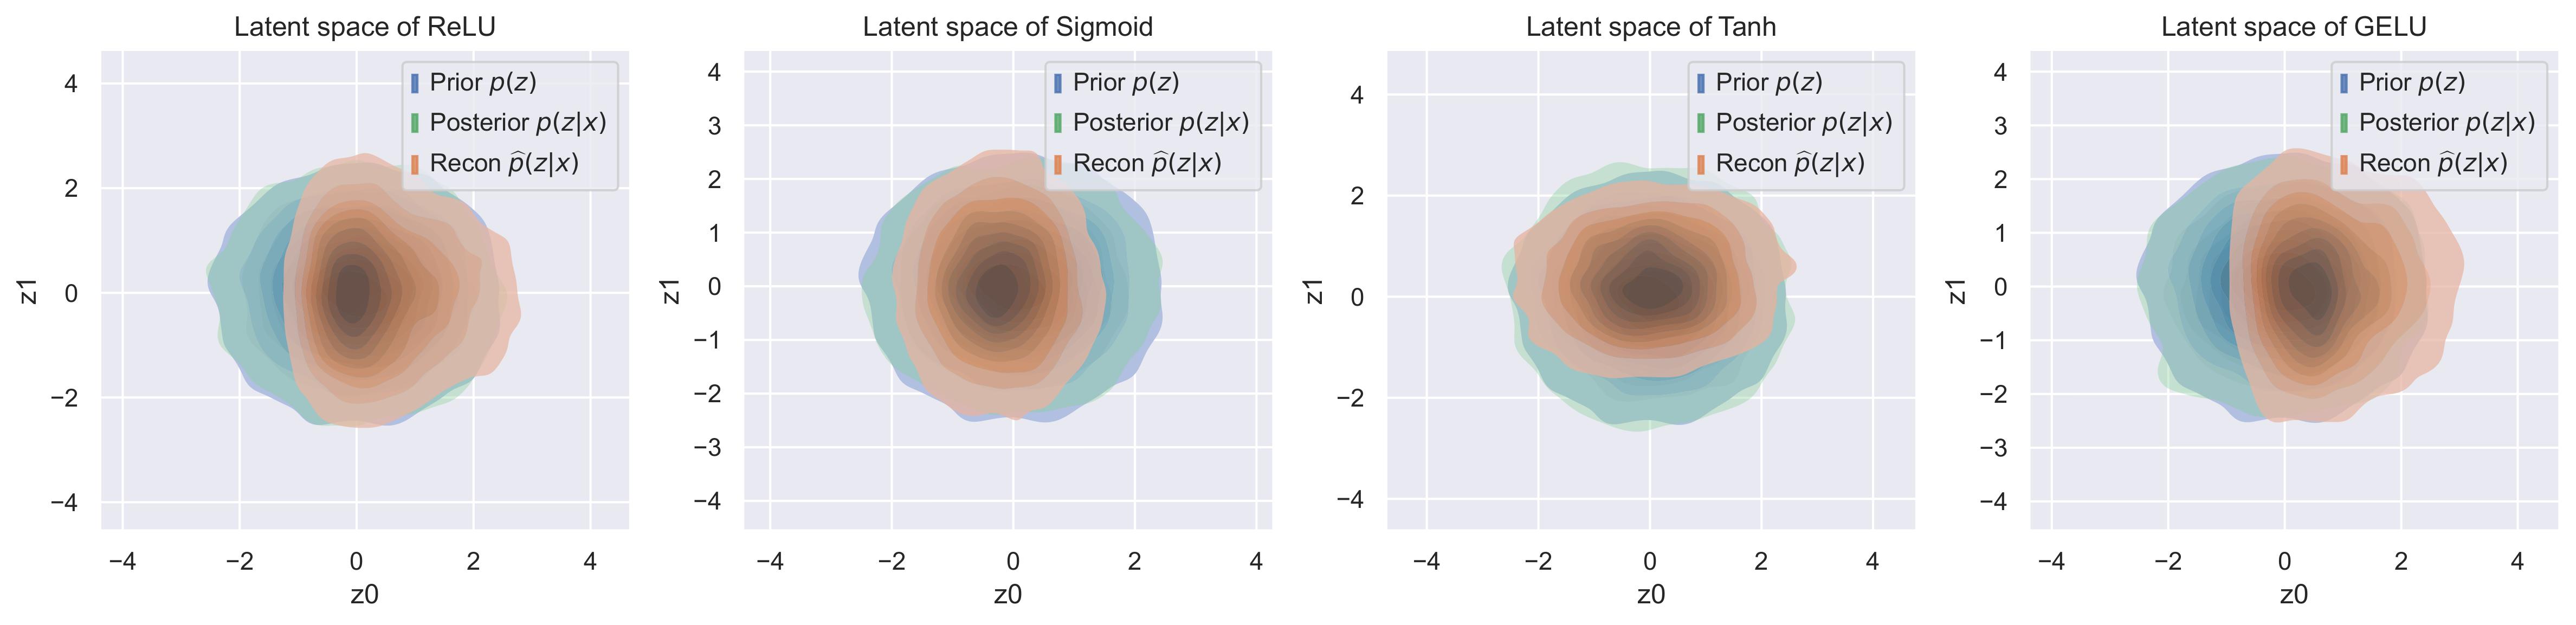 Latent space of ReLU
Prior p(z)
Posterior p(z|x)
Recon p̂(z|x)
4
2
0
−2
−4
z1
−4 −2 0 2 4
z0
Latent space of Sigmoid
Prior p(z)
Posterior p(z|x)
Recon p̂(z|x)
4
3
2
1
0
−1
−2
−3
−4
z1
−4 −2 0 2 4
z0
Latent space of Tanh
Prior p(z)
Posterior p(z|x)
Recon p̂(z|x)
4
2
0
−2
−4
z1
−4 −2 0 2 4
z0
Latent space of GELU
Prior p(z)
Posterior p(z|x)
Recon p̂(z|x)
4
3
2
1
0
−1
−2
−3
−4
z1
−4 −2 0 2 4
z0